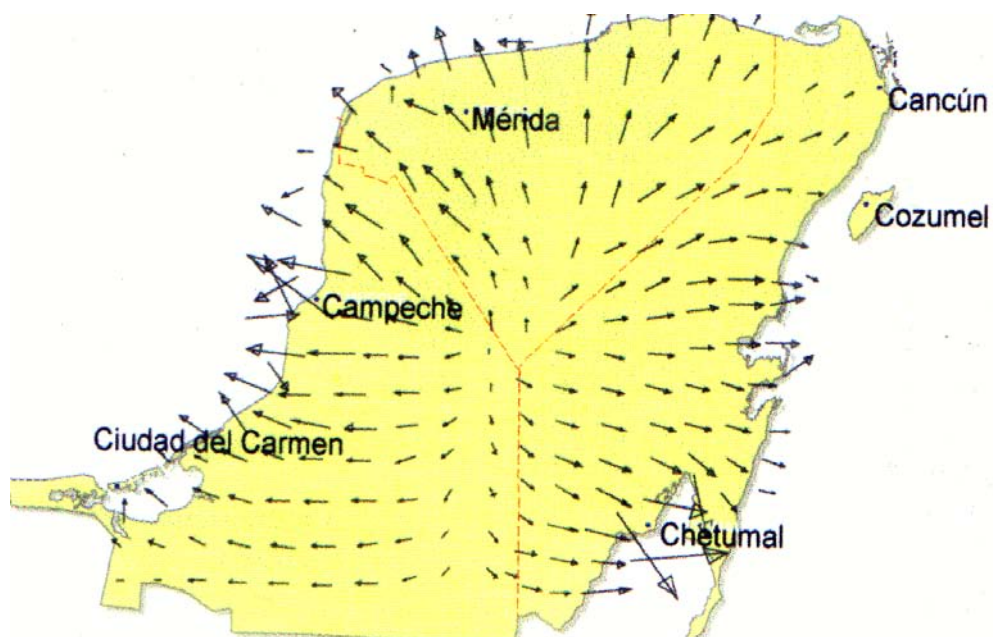 Mérida
Cancún
Cozumel
Campeche
Ciudad del Carmen
Chetumal